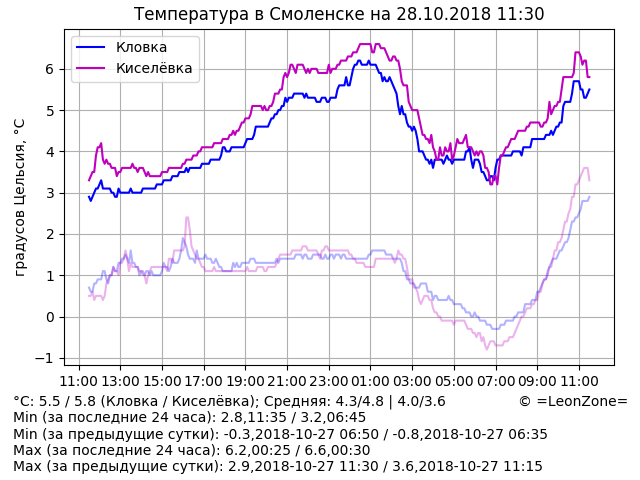 Температура в Смоленске на 28.10.2018 11:30
Кловка
Киселёвка
градусов Цельсия, °C
6
5
4
3
2
1
0
−1
11:00 13:00 15:00 17:00 19:00 21:00 23:00 01:00 03:00 05:00 07:00 09:00 11:00
°C: 5.5 / 5.8 (Кловка / Киселёвка); Средняя: 4.3/4.8 | 4.0/3.6 © =LeonZone=
Min (за последние 24 часа): 2.8,11:35 / 3.2,06:45
Min (за предыдущие сутки): -0.3,2018-10-27 06:50 / -0.8,2018-10-27 06:35
Max (за последние 24 часа): 6.2,00:25 / 6.6,00:30
Max (за предыдущие сутки): 2.9,2018-10-27 11:30 / 3.6,2018-10-27 11:15